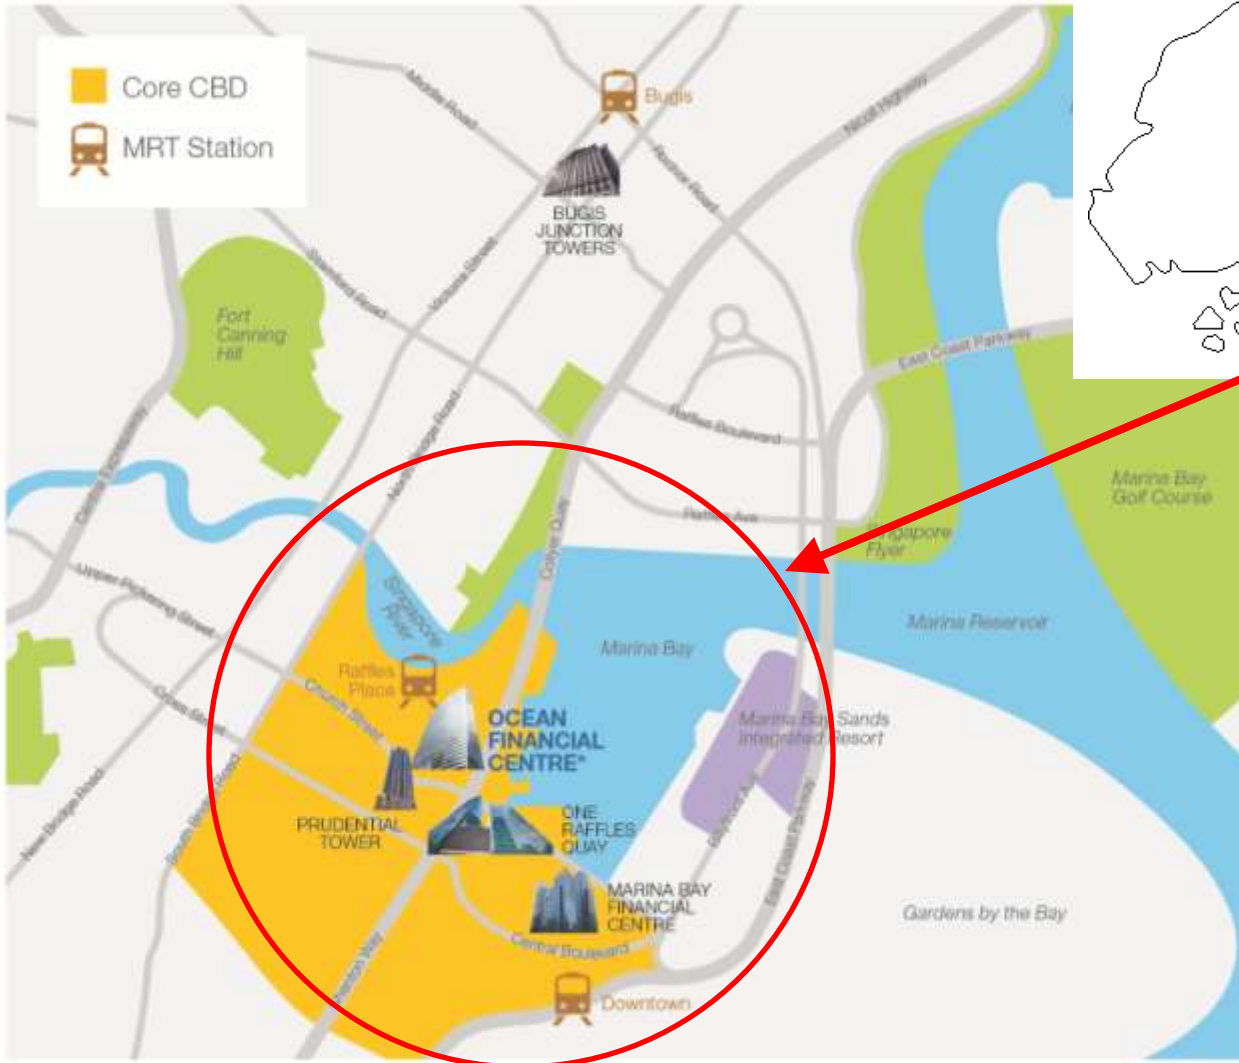 Core CBD
MRT Station
Bugis
Middle Road
Nicoll Highway
Rochor Road
BUGIS
JUNCTION
TOWERS
Victoria Street
Stamford Road
Fort
Canning
Hill
East Coast Parkway
Raffles Boulevard
North Bridge Road
Central Expressway
Marina Bay
Golf Course
Raffles Ave
Singapore
Flyer
Collyer Quay
Upper Pickering Street
Singapore
River
Marina Bay
Marina Reservoir
Raffles
Place
Church Street
Cross Street
OCEAN
FINANCIAL
CENTRE*
Marina Bay Sands
Integrated Resort
New Bridge Road
South Bridge Road
PRUDENTIAL
TOWER
ONE
RAFFLES
QUAY
Bayfront Ave
East Coast Parkway
MARINA BAY
FINANCIAL
CENTRE
Gardens by the Bay
Central Boulevard
Shenton Way
Downtown